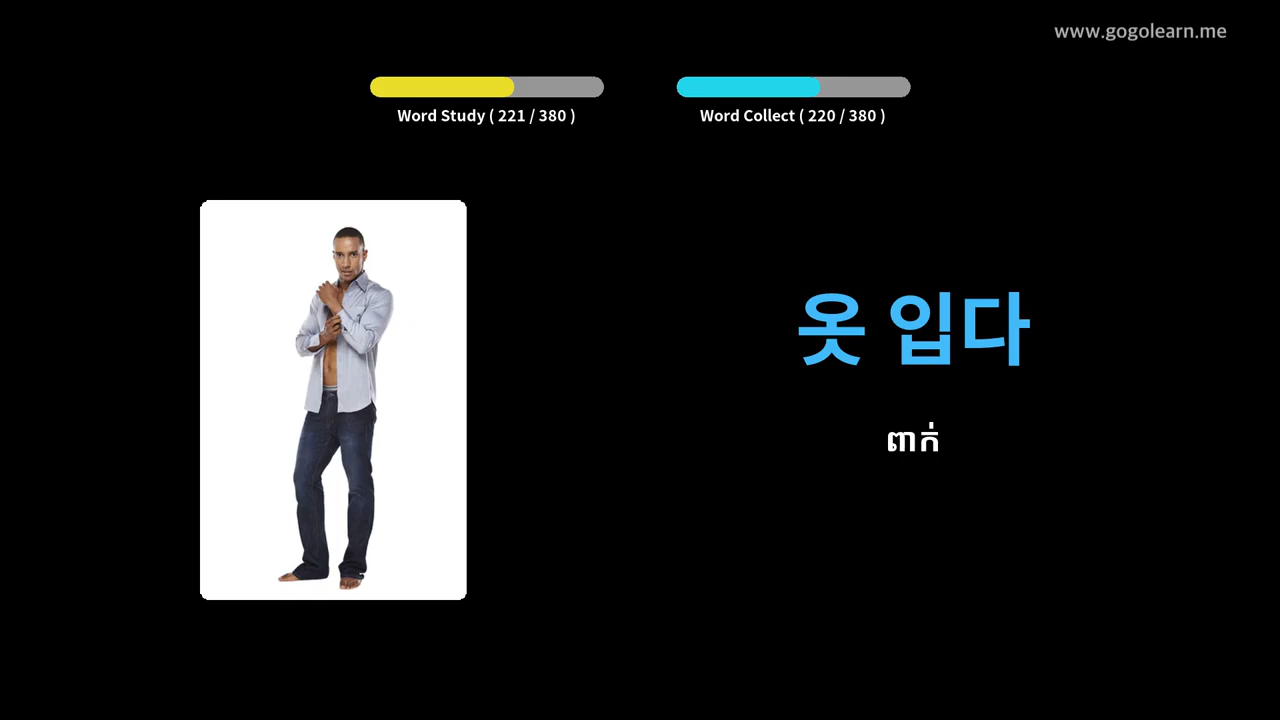 www.gogolearn.me
Word Study ( 221 / 380 )
Word Collect ( 220 / 380 )
옷 입다
ពាក់